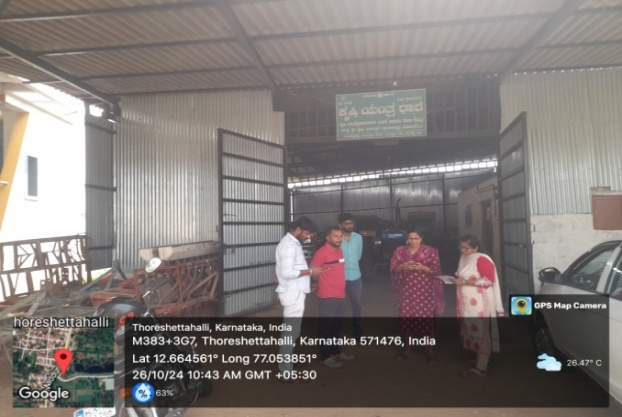 ಕೃಷಿ ಯಂತ್ರ ಧಾರೆ
GPS Map Camera
horeshettahalli
Google
Thoreshettahalli, Karnataka, India
M383+3G7, Thoreshettahalli, Karnataka 571476, India
Lat 12.664561° Long 77.053851°
26/10/24 10:43 AM GMT +05:30
63%
26.47° C